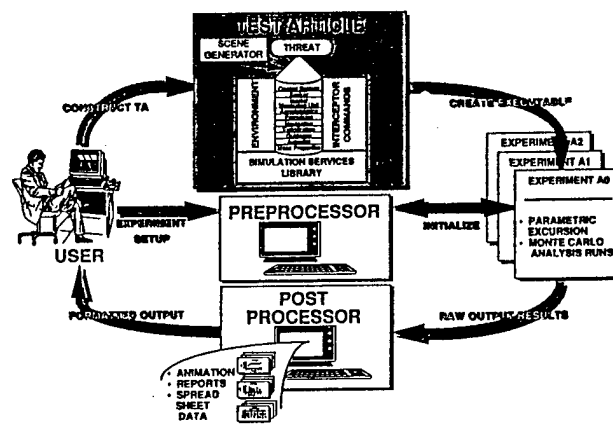 TEST ARTICLE
SCENE
GENERATOR
THREAT
ENVIRONMENT
INTERCEPTOR
COMMANDS
SIMULATION SERVICES
LIBRARY
CONSTRUCT TA
CREATE EXECUTABLE
EXPERIMENT A2
EXPERIMENT A1
EXPERIMENT A0
• PARAMETRIC
EXCURSION
• MONTE CARLO
ANALYSIS RUNS
USER
EXPERIMENT
SETUP
PREPROCESSOR
INITIALIZE
POST
PROCESSOR
FORMATTED OUTPUT
RAW OUTPUT RESULTS
• ANIMATION
• REPORTS
• SPREAD
SHEET
DATA